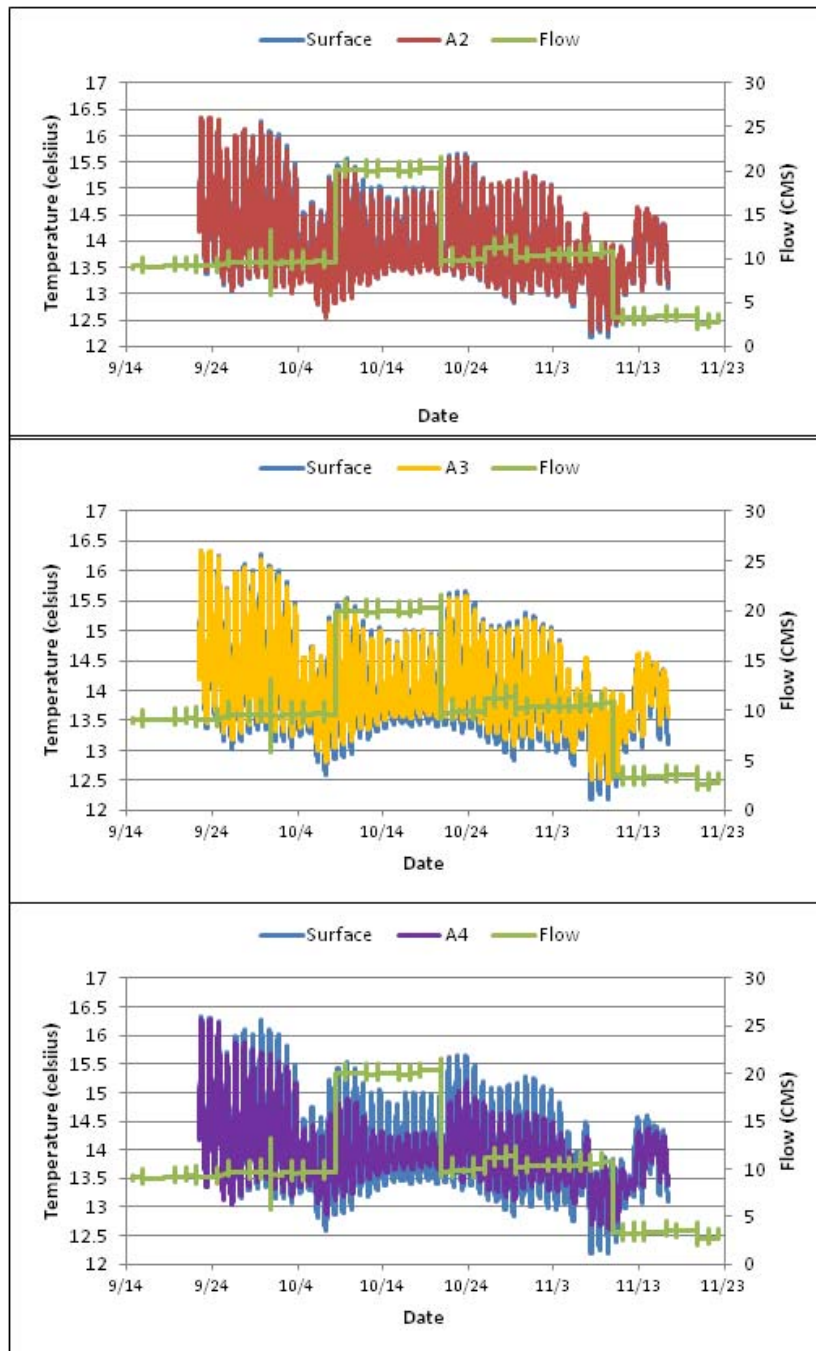 Surface A2 Flow
17 30
16.5
16 25
15.5
15 20
14.5
14 15
13.5 10
13
12.5 5
12 0
Temperature (celsiius)
Flow (CMS)
9/14 9/24 10/4 10/14 10/24 11/3 11/13 11/23
Date
Surface A3 Flow
17 30
16.5
16 25
15.5
15 20
14.5
14 15
13.5 10
13
12.5 5
12 0
Temperature (celsius)
Flow (CMS)
9/14 9/24 10/4 10/14 10/24 11/3 11/13 11/23
Date
Surface A4 Flow
17 30
16.5
16 25
15.5
15 20
14.5
14 15
13.5 10
13
12.5 5
12 0
Temperature (celsius)
Flow (CMS)
9/14 9/24 10/4 10/14 10/24 11/3 11/13 11/23
Date